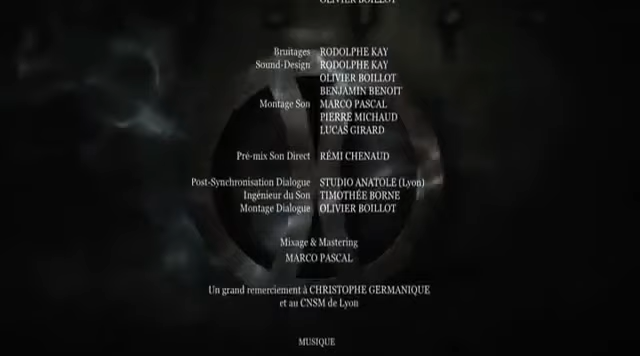 OLIVIER BOILLOT
Bruitages RODOLPHE KAY
Sound-Design RODOLPHE KAY
OLIVIER BOILLOT
BENJAMIN BENOIT
Montage Son MARCO PASCAL
PIERRE MICHAUD
LUCAS GIRARD
Pré-mix Son Direct RÉMI CHENAUD
Post-Synchronisation Dialogue STUDIO ANATOLE (Lyon)
Ingénieur du Son TIMOTHÉE BORNE
Montage Dialogue OLIVIER BOILLOT
Mixage & Mastering
MARCO PASCAL
Un grand remerciement à CHRISTOPHE GERMANIQUE
et au CNSM de Lyon
MUSIQUE